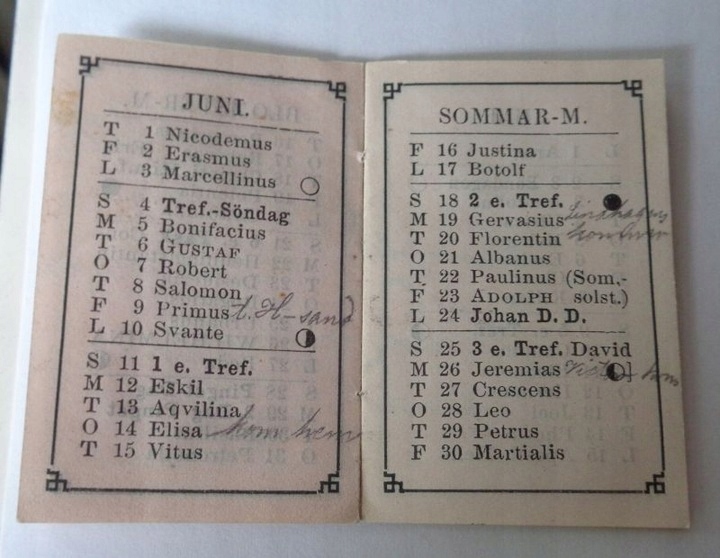 JUNI.
T 1 Nicodemus
F 2 Erasmus
L 3 Marcellinus
S 4 Tref.-Söndag
M 5 Bonifacius
T 6 GUSTAF
O 7 Robert
T 8 Salomon
F 9 Primus t. H-sand
L 10 Svante
S 11 1 e. Tref.
M 12 Eskil
T 13 Aqvilina
O 14 Elisa kom hem
T 15 Vitus
SOMMAR-M.
F 16 Justina
L 17 Botolf
S 18 2 e. Tref.
M 19 Gervasius
T 20 Florentin
O 21 Albanus
T 22 Paulinus (Som.-
F 23 ADOLPH solst.)
L 24 Johan D. D.
S 25 3 e. Tref. David
M 26 Jeremias
T 27 Crescens
O 28 Leo
T 29 Petrus
F 30 Martialis